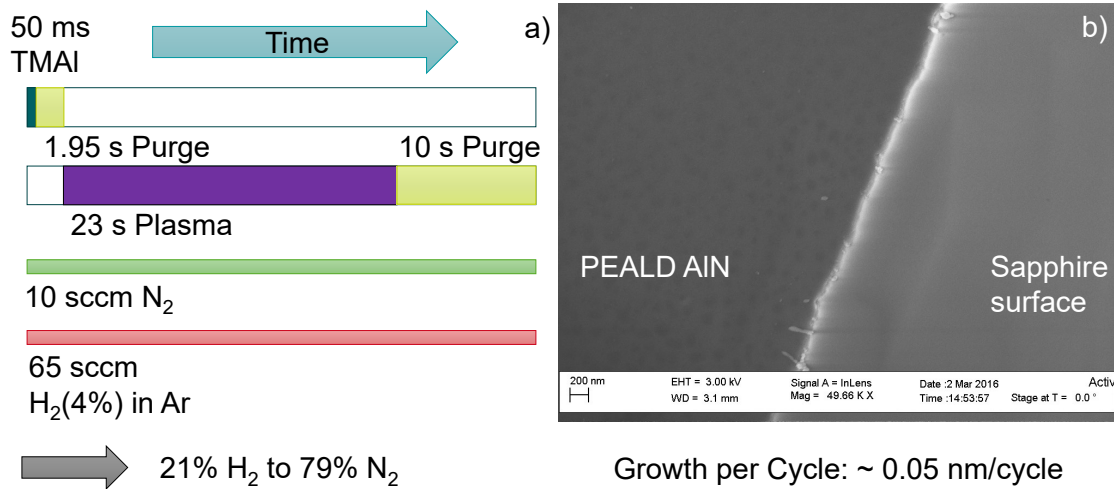 50 ms
TMAl
Time
a)
1.95 s Purge
10 s Purge
23 s Plasma
10 sccm N₂
65 sccm
H₂(4%) in Ar
21% H₂ to 79% N₂
b)
PEALD AlN
Sapphire
surface
200 nm
EHT = 3.00 kV
WD = 3.1 mm
Signal A = InLens
Mag = 49.66 K X
Date :2 Mar 2016
Time :14:53:57
Activ
Stage at T = 0.0 °
Growth per Cycle: ~ 0.05 nm/cycle